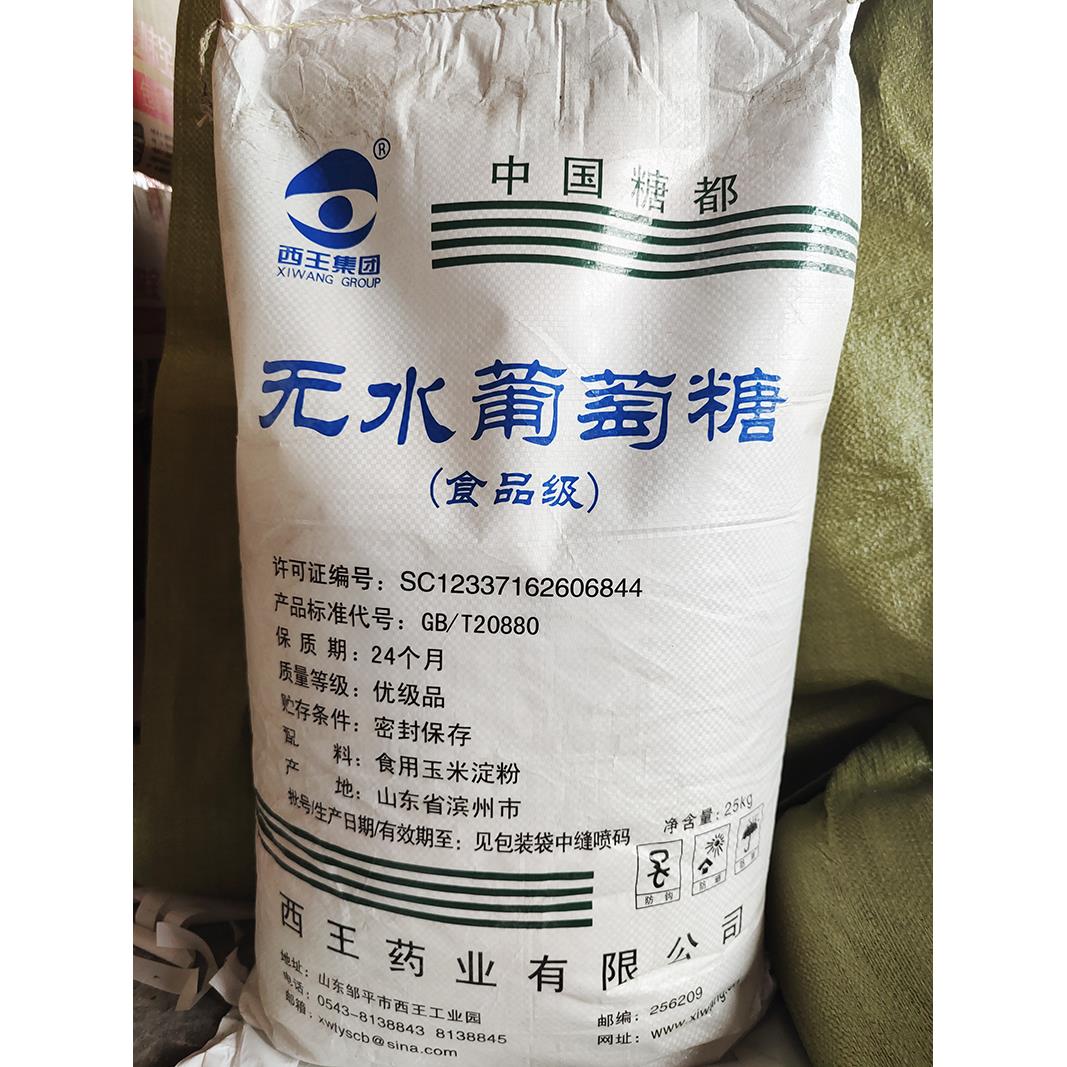 ®
中国糖都
西王集团
XIWANG GROUP
无水葡萄糖
(食品级)
许可证编号：SC12337162606844
产品标准代号：GB/T20880
保质期：24个月
质量等级：优级品
贮存条件：密封保存
配料：食用玉米淀粉
产地：山东省滨州市
批号/生产日期/有效期至：见包装袋中缝喷码
净含量：25kg
防钩
防晒
西王药业有限公司
地址：山东邹平市西王工业园
电话：0543-8138843 8138845
邮箱：xwtyscb@sina.com
邮编：256209
网址：www.xiwang